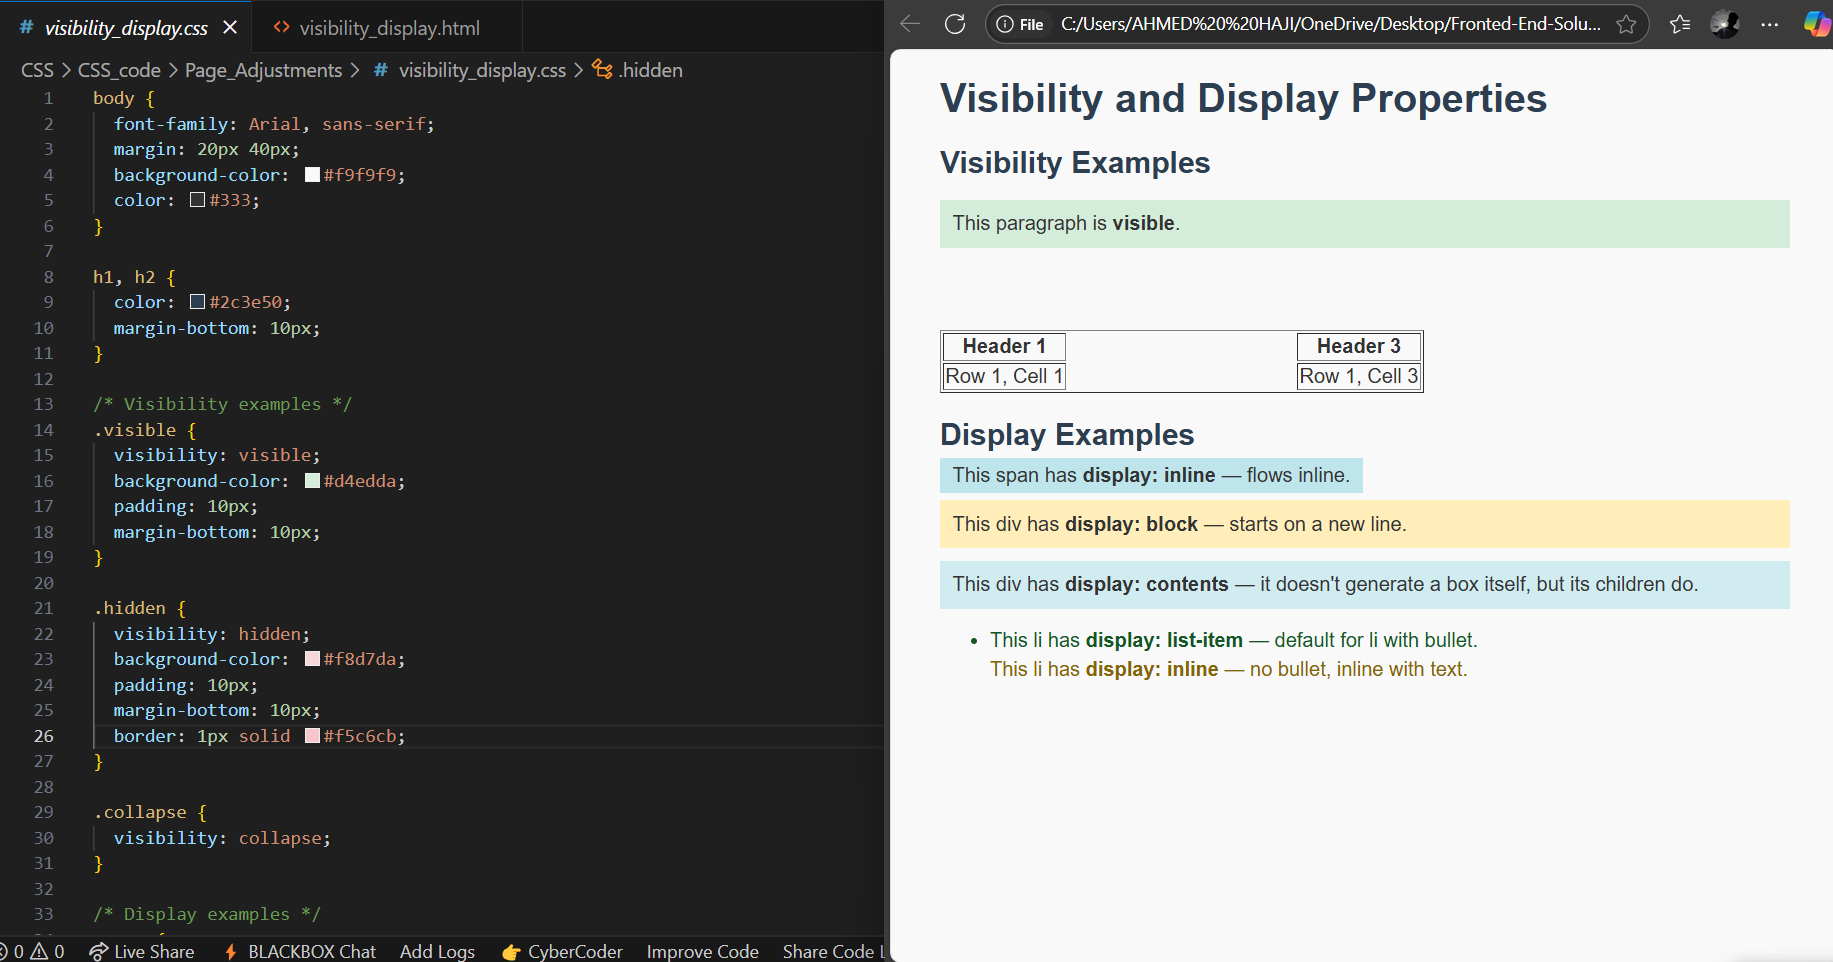 # visibility_display.css ×
<> visibility_display.html
CSS > CSS_code > Page_Adjustments > # visibility_display.css > .hidden
1 body {
2 font-family: Arial, sans-serif;
3 margin: 20px 40px;
4 background-color: #f9f9f9;
5 color: #333;
6 }
7
8 h1, h2 {
9 color: #2c3e50;
10 margin-bottom: 10px;
11 }
12
13 /* Visibility examples */
14 .visible {
15 visibility: visible;
16 background-color: #d4edda;
17 padding: 10px;
18 margin-bottom: 10px;
19 }
20
21 .hidden {
22 visibility: hidden;
23 background-color: #f8d7da;
24 padding: 10px;
25 margin-bottom: 10px;
26 border: 1px solid #f5c6cb;
27 }
28
29 .collapse {
30 visibility: collapse;
31 }
32
33 /* Display examples */
0 0 Live Share BLACKBOX Chat Add Logs CyberCoder Improve Code Share Code
File C:/Users/AHMED%20%20HAJI/OneDrive/Desktop/Fronted-End-Solu...
Visibility and Display Properties
Visibility Examples
This paragraph is visible.
Header 1 Header 3
Row 1, Cell 1 Row 1, Cell 3
Display Examples
This span has display: inline — flows inline.
This div has display: block — starts on a new line.
This div has display: contents — it doesn't generate a box itself, but its children do.
• This li has display: list-item — default for li with bullet.
This li has display: inline — no bullet, inline with text.